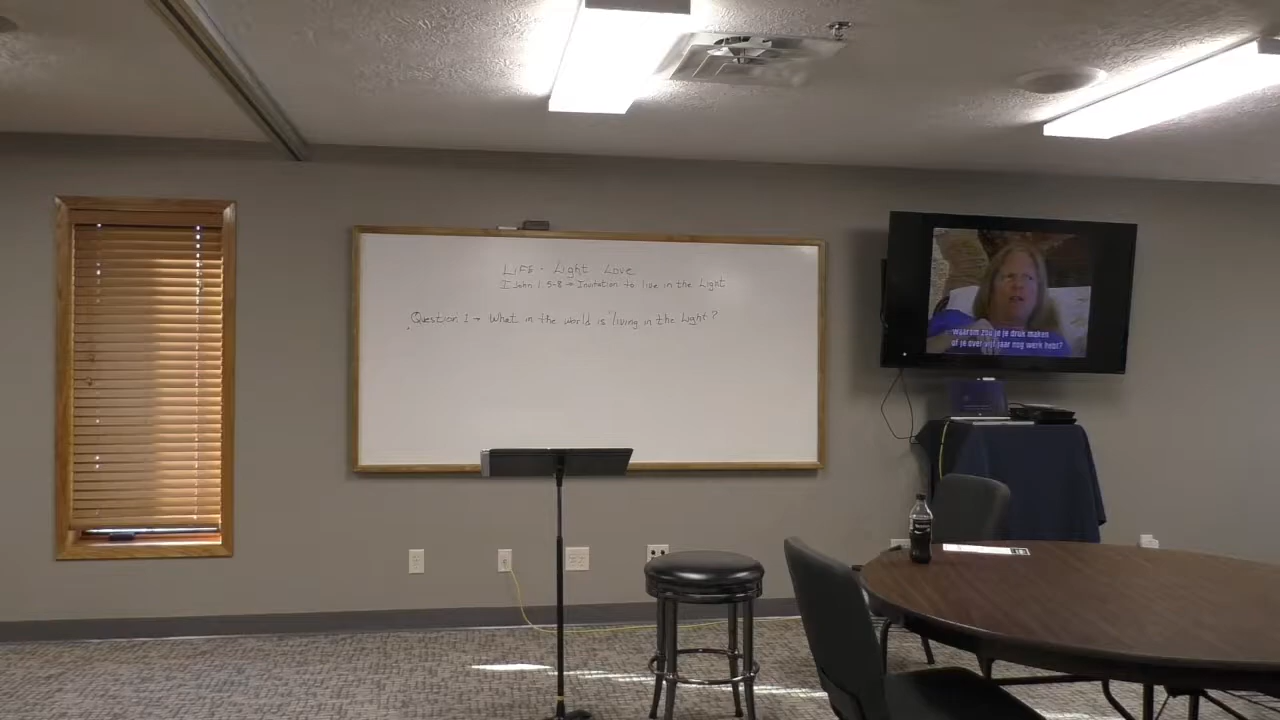 LIFE · Light Love
I John 1:5-8 → Invitation to live in the Light
Question 1 → What in the world is "living in the Light"?
waarom zou je je druk maken
of je over vijf jaar nog werk hebt?